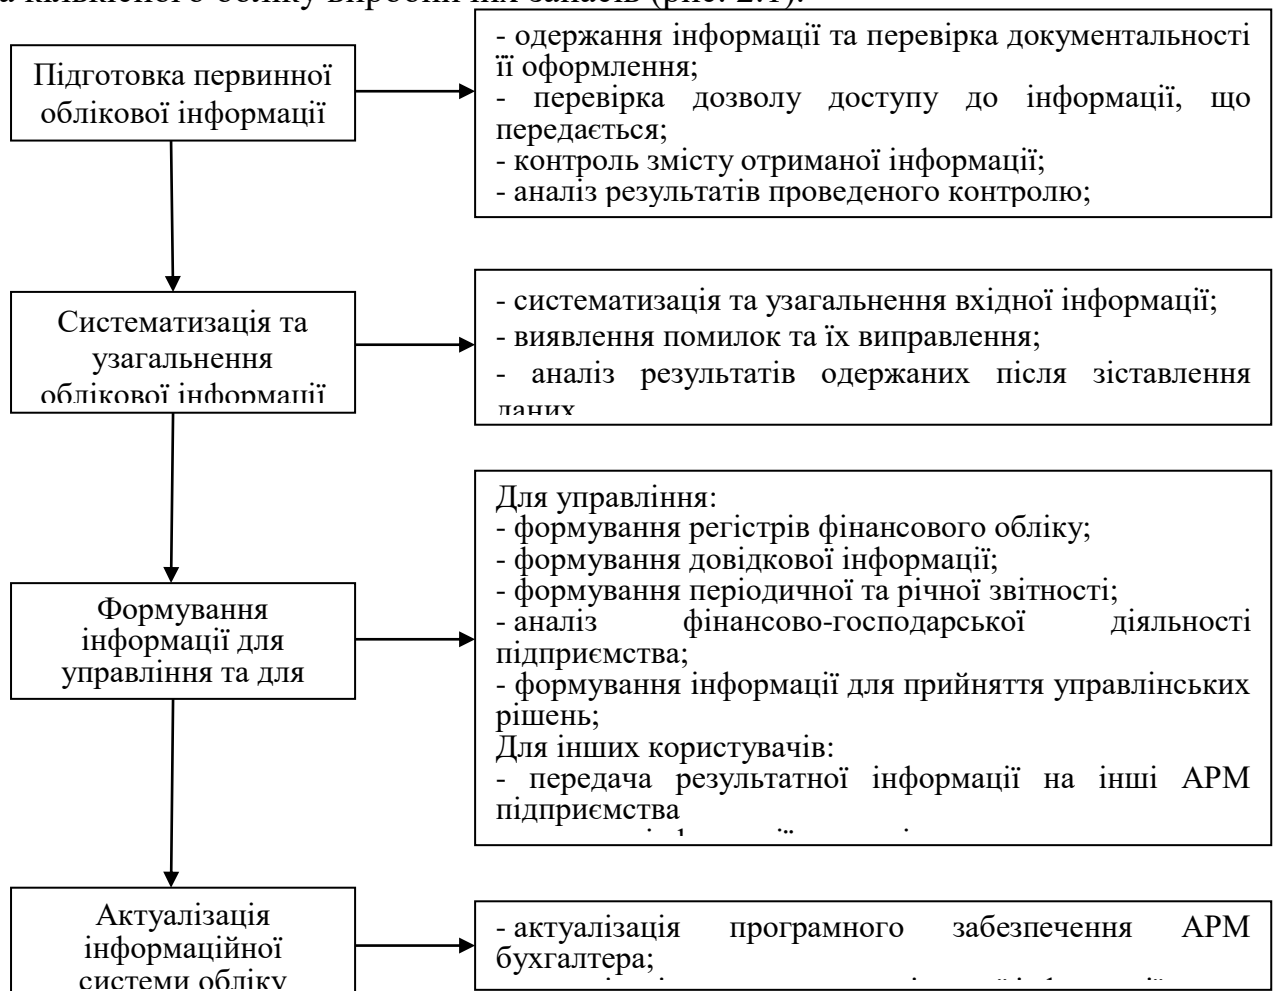 кількісного обліку виробничих запасів (рис. 2.1).
Підготовка первинної
облікової інформації
- одержання інформації та перевірка документальності
її оформлення;
- перевірка дозволу доступу до інформації, що
передається;
- контроль змісту отриманої інформації;
- аналіз результатів проведеного контролю;
Систематизація та
узагальнення
облікової інформації
- систематизація та узагальнення вхідної інформації;
- виявлення помилок та їх виправлення;
- аналіз результатів одержаних після зіставлення
даних
Формування
інформації для
управління та для
Для управління:
- формування регістрів фінансового обліку;
- формування довідкової інформації;
- формування періодичної та річної звітності;
- аналіз фінансово-господарської діяльності
підприємства;
- формування інформації для прийняття управлінських
рішень;
Для інших користувачів:
- передача результатної інформації на інші АРМ
підприємства
Актуалізація
інформаційної
системи обліку
- актуалізація програмного забезпечення АРМ
бухгалтера;